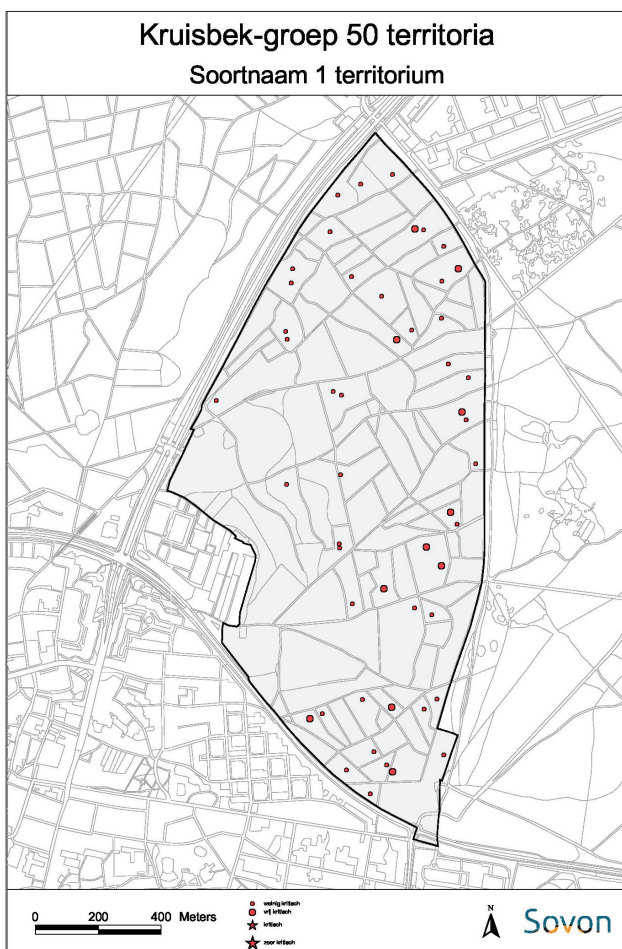 Kruisbek-groep 50 territoria
Soortnaam 1 territorium
0 200 400 Meters
weinig kritisch
vrij kritisch
kritisch
zeer kritisch
N
Sovon